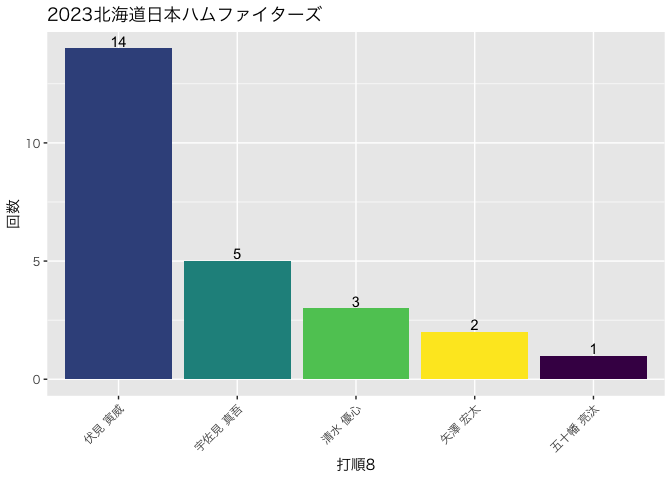 2023北海道日本ハムファイターズ
回数
10
5
0
14
5
3
2
1
伏見 寅威
宇佐見 真吾
清水 優心
矢澤 宏太
五十幡 亮汰
打順8